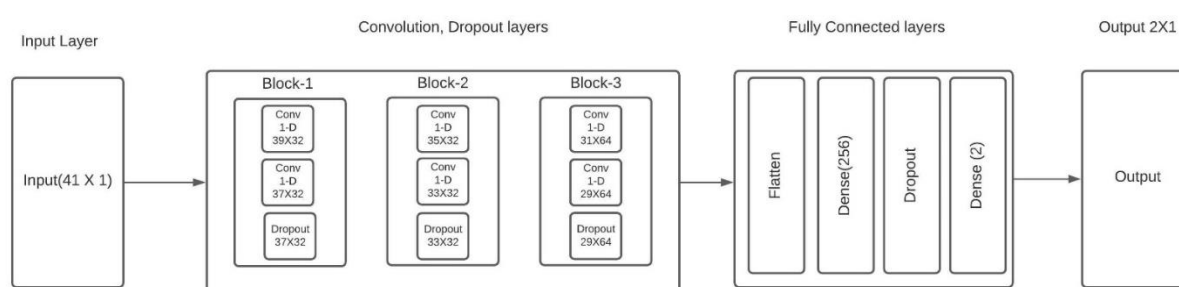 Input Layer
Convolution, Dropout layers
Fully Connected layers
Output 2X1
Input(41 X 1)
Block-1
Conv
1-D
39X32
Conv
1-D
37X32
Dropout
37X32
Block-2
Conv
1-D
35X32
Conv
1-D
33X32
Dropout
33X32
Block-3
Conv
1-D
31X64
Conv
1-D
29X64
Dropout
29X64
Flatten
Dense(256)
Dropout
Dense (2)
Output